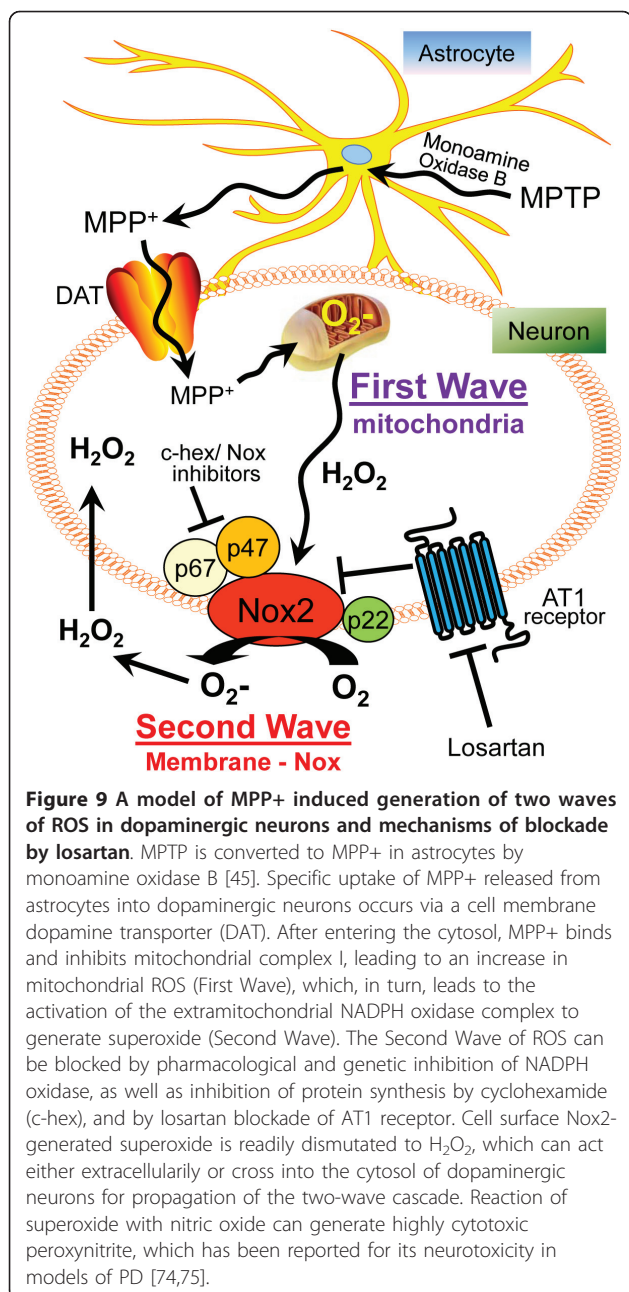 Astrocyte
Monoamine
Oxidase B
MPTP
MPP⁺
DAT
O₂-
Neuron
MPP⁺
First Wave
mitochondria
H₂O₂
c-hex/ Nox
inhibitors
H₂O₂
p67
p47
Nox2
p22
AT1
receptor
H₂O₂
O₂-
O₂
Second Wave
Membrane - Nox
Losartan
Figure 9 A model of MPP+ induced generation of two waves
of ROS in dopaminergic neurons and mechanisms of blockade
by losartan. MPTP is converted to MPP+ in astrocytes by
monoamine oxidase B [45]. Specific uptake of MPP+ released from
astrocytes into dopaminergic neurons occurs via a cell membrane
dopamine transporter (DAT). After entering the cytosol, MPP+ binds
and inhibits mitochondrial complex I, leading to an increase in
mitochondrial ROS (First Wave), which, in turn, leads to the
activation of the extramitochondrial NADPH oxidase complex to
generate superoxide (Second Wave). The Second Wave of ROS can
be blocked by pharmacological and genetic inhibition of NADPH
oxidase, as well as inhibition of protein synthesis by cyclohexamide
(c-hex), and by losartan blockade of AT1 receptor. Cell surface Nox2-
generated superoxide is readily dismutated to H₂O₂, which can act
either extracellularily or cross into the cytosol of dopaminergic
neurons for propagation of the two-wave cascade. Reaction of
superoxide with nitric oxide can generate highly cytotoxic
peroxynitrite, which has been reported for its neurotoxicity in
models of PD [74,75].